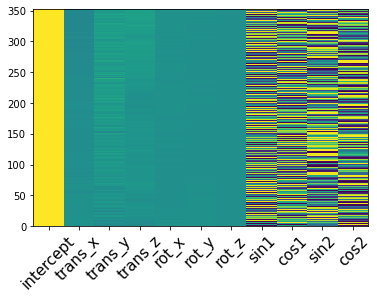 350
300
250
200
150
100
50
0
intercept
trans_x
trans_y
trans_z
rot_x
rot_y
rot_z
sin1
cos1
sin2
cos2